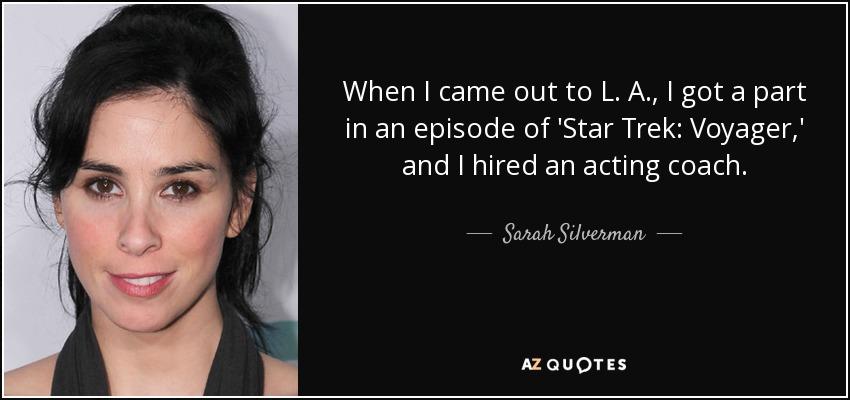 When I came out to L. A., I got a part
in an episode of 'Star Trek: Voyager,'
and I hired an acting coach.
Sarah Silverman
AZ QUOTES